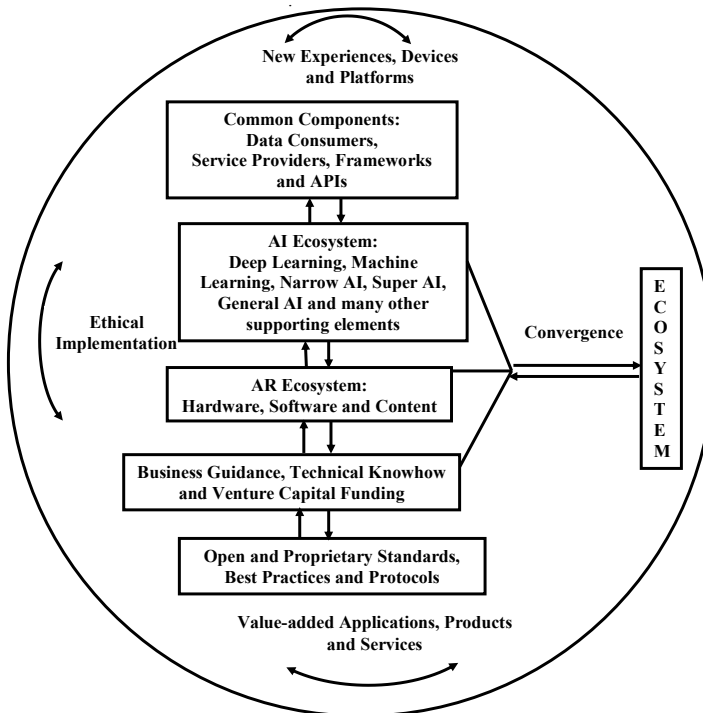 New Experiences, Devices
and Platforms
Common Components:
Data Consumers,
Service Providers, Frameworks
and APIs
AI Ecosystem:
Deep Learning, Machine
Learning, Narrow AI, Super AI,
General AI and many other
supporting elements
Ethical
Implementation
Convergence
E
C
O
S
Y
S
T
E
M
AR Ecosystem:
Hardware, Software and Content
Business Guidance, Technical Knowhow
and Venture Capital Funding
Open and Proprietary Standards,
Best Practices and Protocols
Value-added Applications, Products
and Services